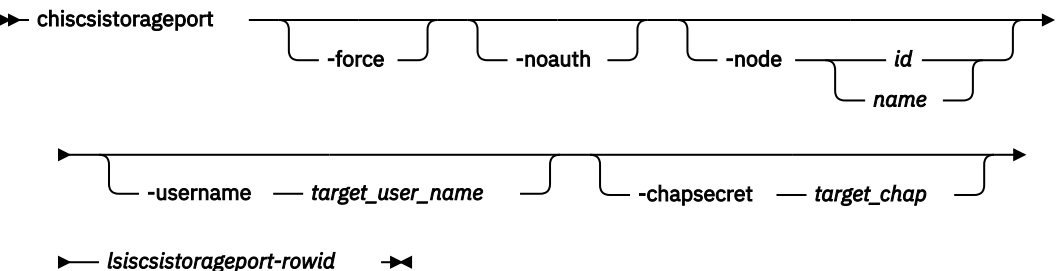 chiscsistorageport
-force -noauth -node id
name
-username target_user_name -chapsecret target_chap
lsiscsistorageport-rowid